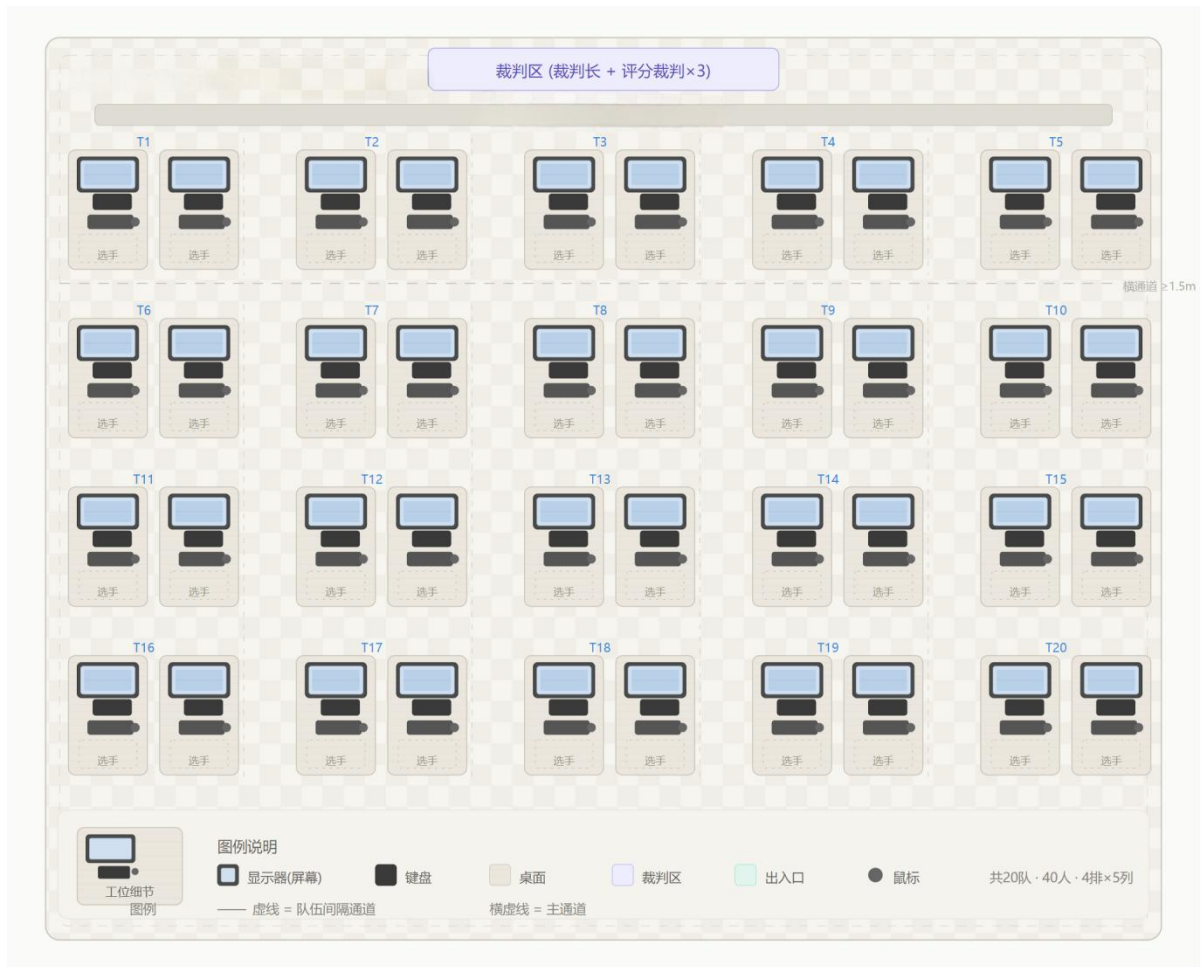 裁判区 (裁判长 + 评分裁判×3)
T1 T2 T3 T4 T5
选手 选手 选手 选手 选手 选手 选手 选手 选手 选手
横通道 ≥1.5m
T6 T7 T8 T9 T10
选手 选手 选手 选手 选手 选手 选手 选手 选手 选手
T11 T12 T13 T14 T15
选手 选手 选手 选手 选手 选手 选手 选手 选手 选手
T16 T17 T18 T19 T20
选手 选手 选手 选手 选手 选手 选手 选手 选手 选手
图例说明
显示器(屏幕) 键盘 桌面 裁判区 出入口 鼠标 共20队 · 40人 · 4排×5列
工位细节
图例 虚线 = 队伍间隔通道 横虚线 = 主通道